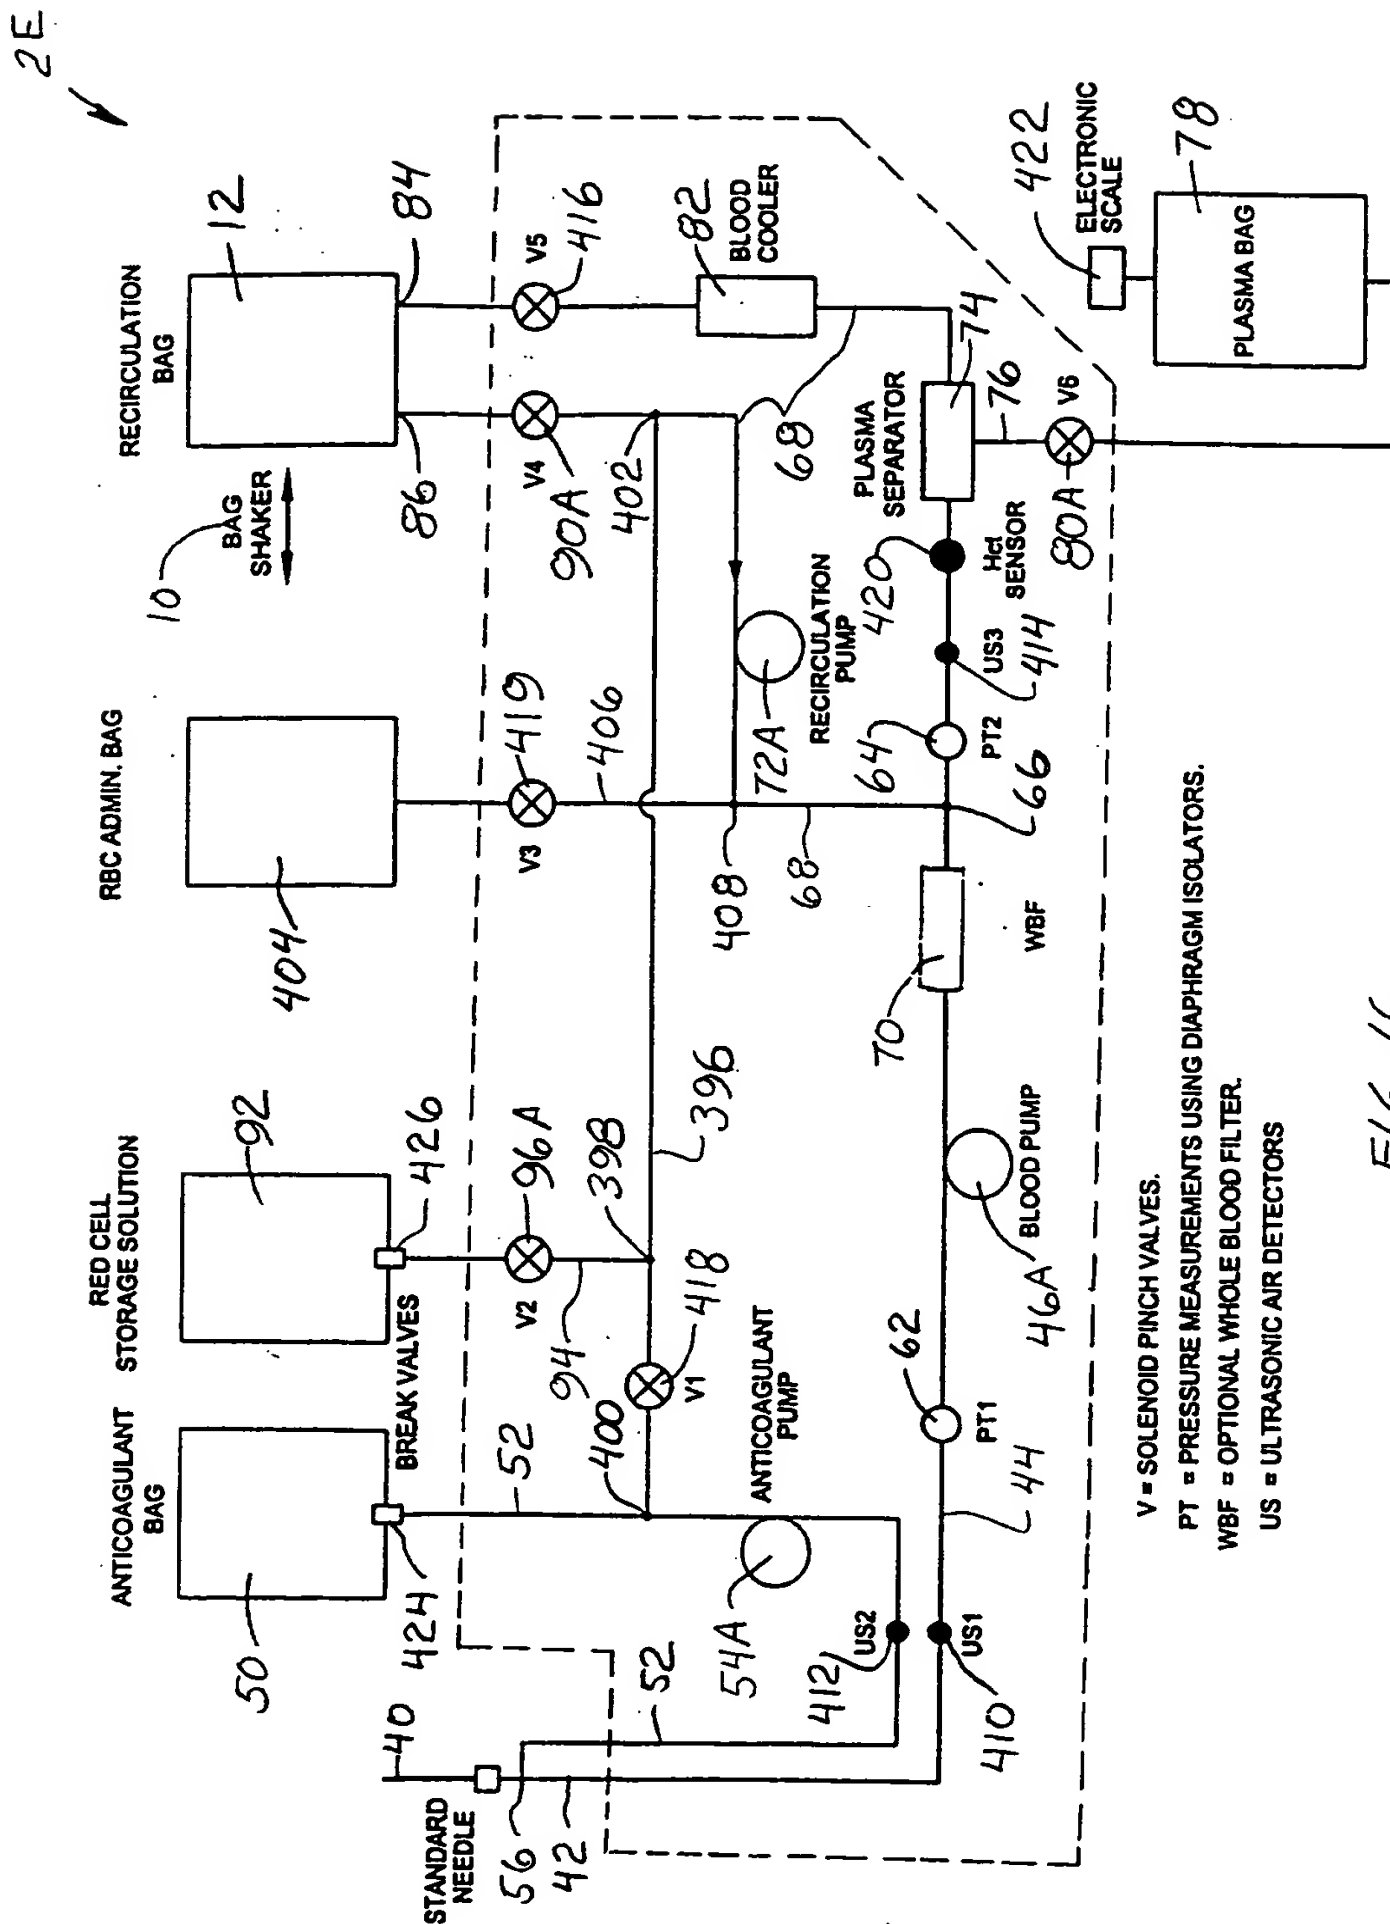 2E
ANTICOAGULANT
BAG
RED CELL
STORAGE SOLUTION
RBC ADMIN. BAG
RECIRCULATION
BAG
10
BAG
SHAKER
12
50
92
404
40
424
BREAK VALVES
426
86
84
STANDARD
NEEDLE
56
42
52
V2
96A
V3
419
V4
90A
V5
416
94
398
406
402
52
400
V1
418
396
54A
ANTICOAGULANT
PUMP
408
72A
RECIRCULATION
PUMP
68
82
BLOOD
COOLER
68
412
US2
62
70
64
420
PLASMA
SEPARATOR
74
410
US1
PT1
44
46A
BLOOD PUMP
WBF
66
PT2
US3
414
Hct
SENSOR
76
80A
V6
422
ELECTRONIC
SCALE
78
PLASMA BAG
V = SOLENOID PINCH VALVES.
PT = PRESSURE MEASUREMENTS USING DIAPHRAGM ISOLATORS.
WBF = OPTIONAL WHOLE BLOOD FILTER.
US = ULTRASONIC AIR DETECTORS